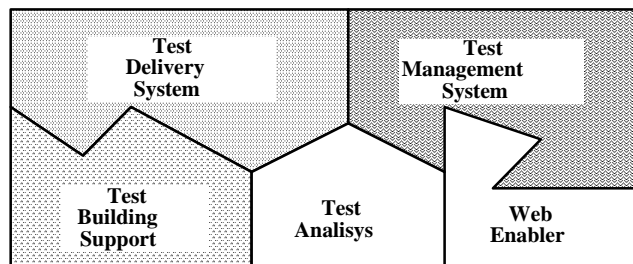 Test
Delivery
System
Test
Management
System
Test
Building
Support
Test
Analisys
Web
Enabler